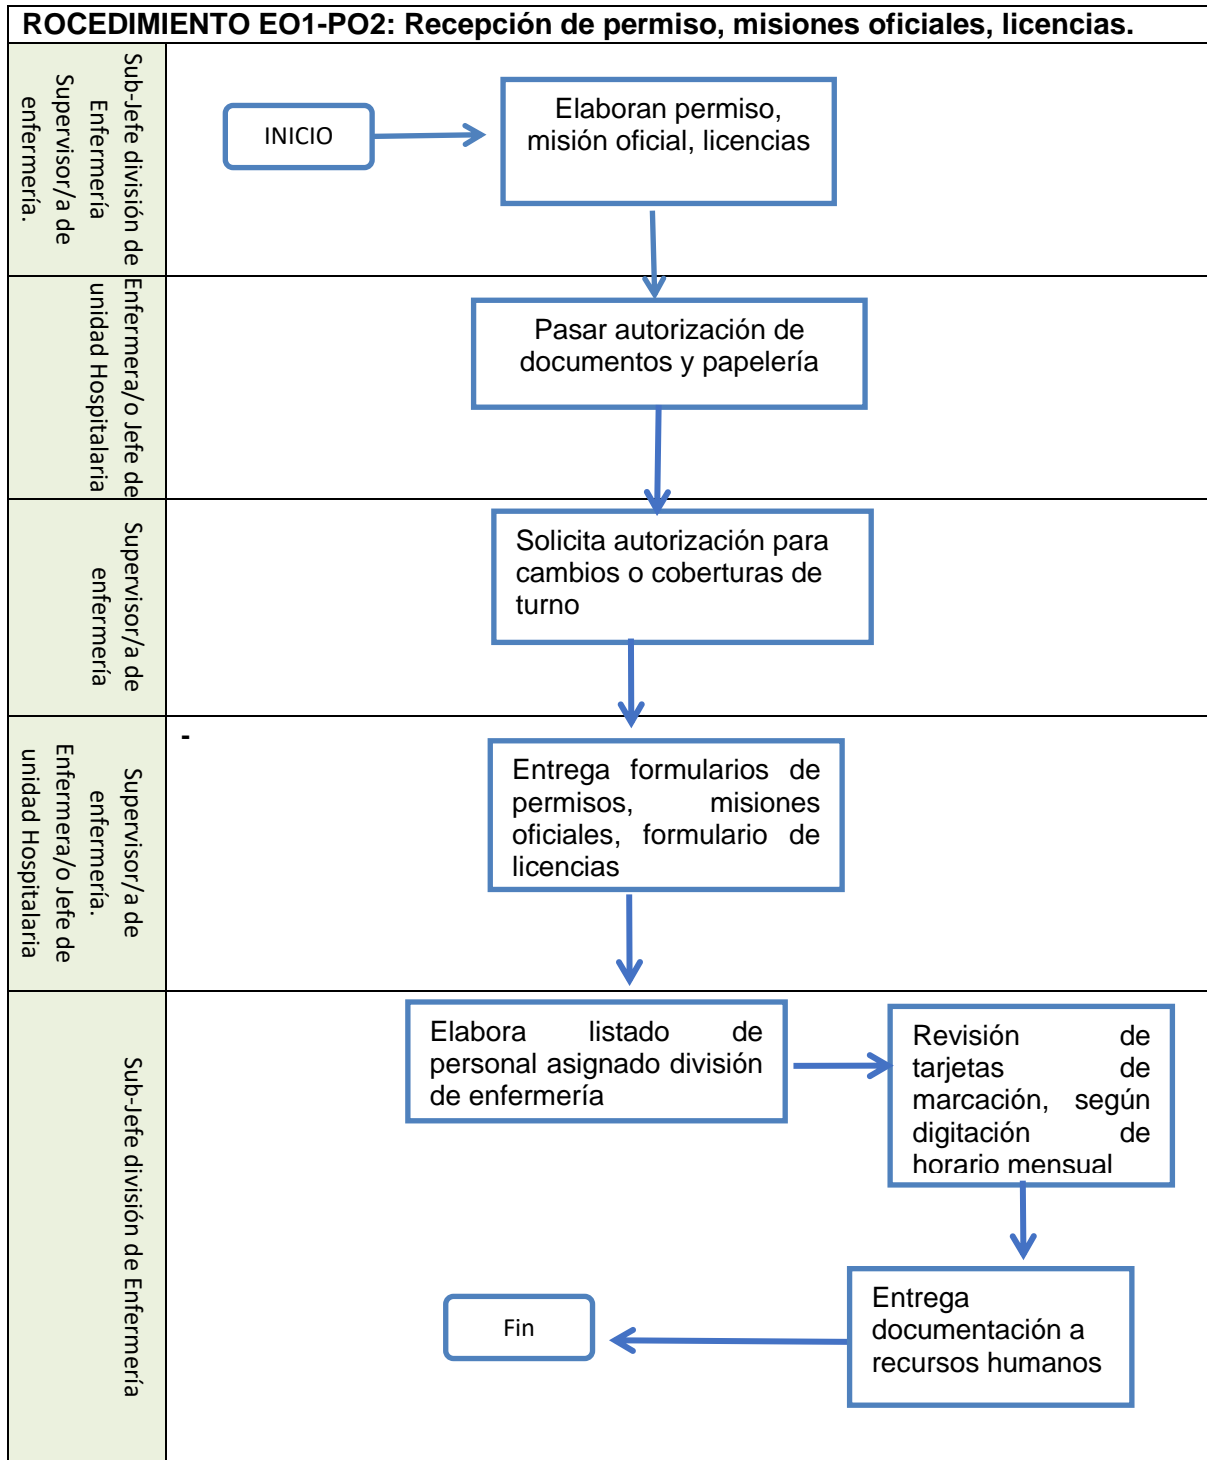 ROCEDIMIENTO EO1-PO2: Recepción de permiso, misiones oficiales, licencias.
Sub-Jefe división de
Enfermería
Supervisor/a de
enfermería.
INICIO
Elaboran permiso,
misión oficial, licencias
Enfermera/o Jefe de
unidad Hospitalaria
Pasar autorización de
documentos y papelería
Supervisor/a de
enfermería
Solicita autorización para
cambios o coberturas de
turno
Supervisor/a de
enfermería.
Enfermera/o Jefe de
unidad Hospitalaria
-
Entrega formularios de
permisos, misiones
oficiales, formulario de
licencias
Sub-Jefe división de Enfermería
Elabora listado de
personal asignado división
de enfermería
Revisión de
tarjetas de
marcación, según
digitación de
horario mensual
Entrega
documentación a
recursos humanos
Fin